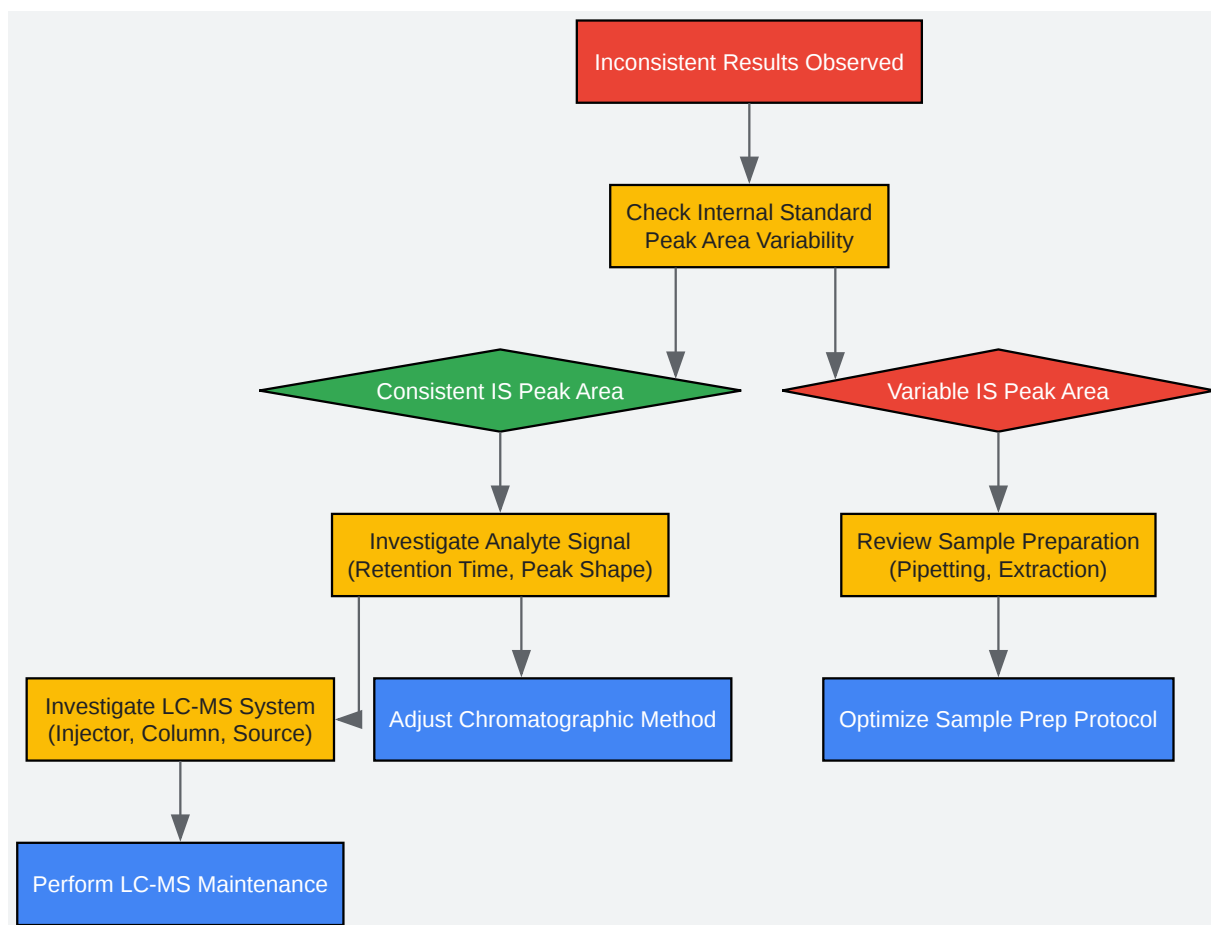 Inconsistent Results Observed
Check Internal Standard
Peak Area Variability
Consistent IS Peak Area
Variable IS Peak Area
Investigate Analyte Signal
(Retention Time, Peak Shape)
Review Sample Preparation
(Pipetting, Extraction)
Investigate LC-MS System
(Injector, Column, Source)
Adjust Chromatographic Method
Optimize Sample Prep Protocol
Perform LC-MS Maintenance